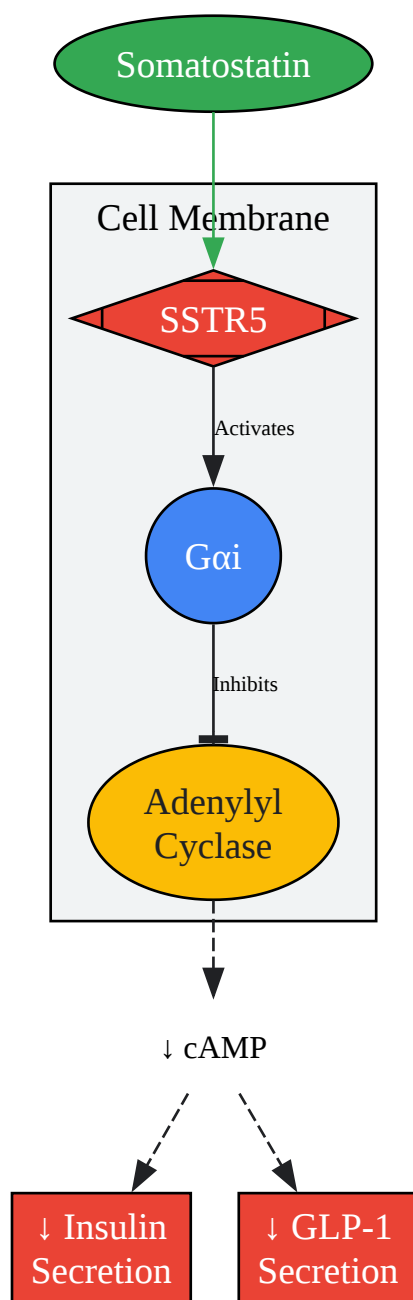 Somatostatin
Cell Membrane
SSTR5
Activates
Gαi
Inhibits
Adenylyl
Cyclase
↓ cAMP
↓ Insulin
Secretion
↓ GLP-1
Secretion